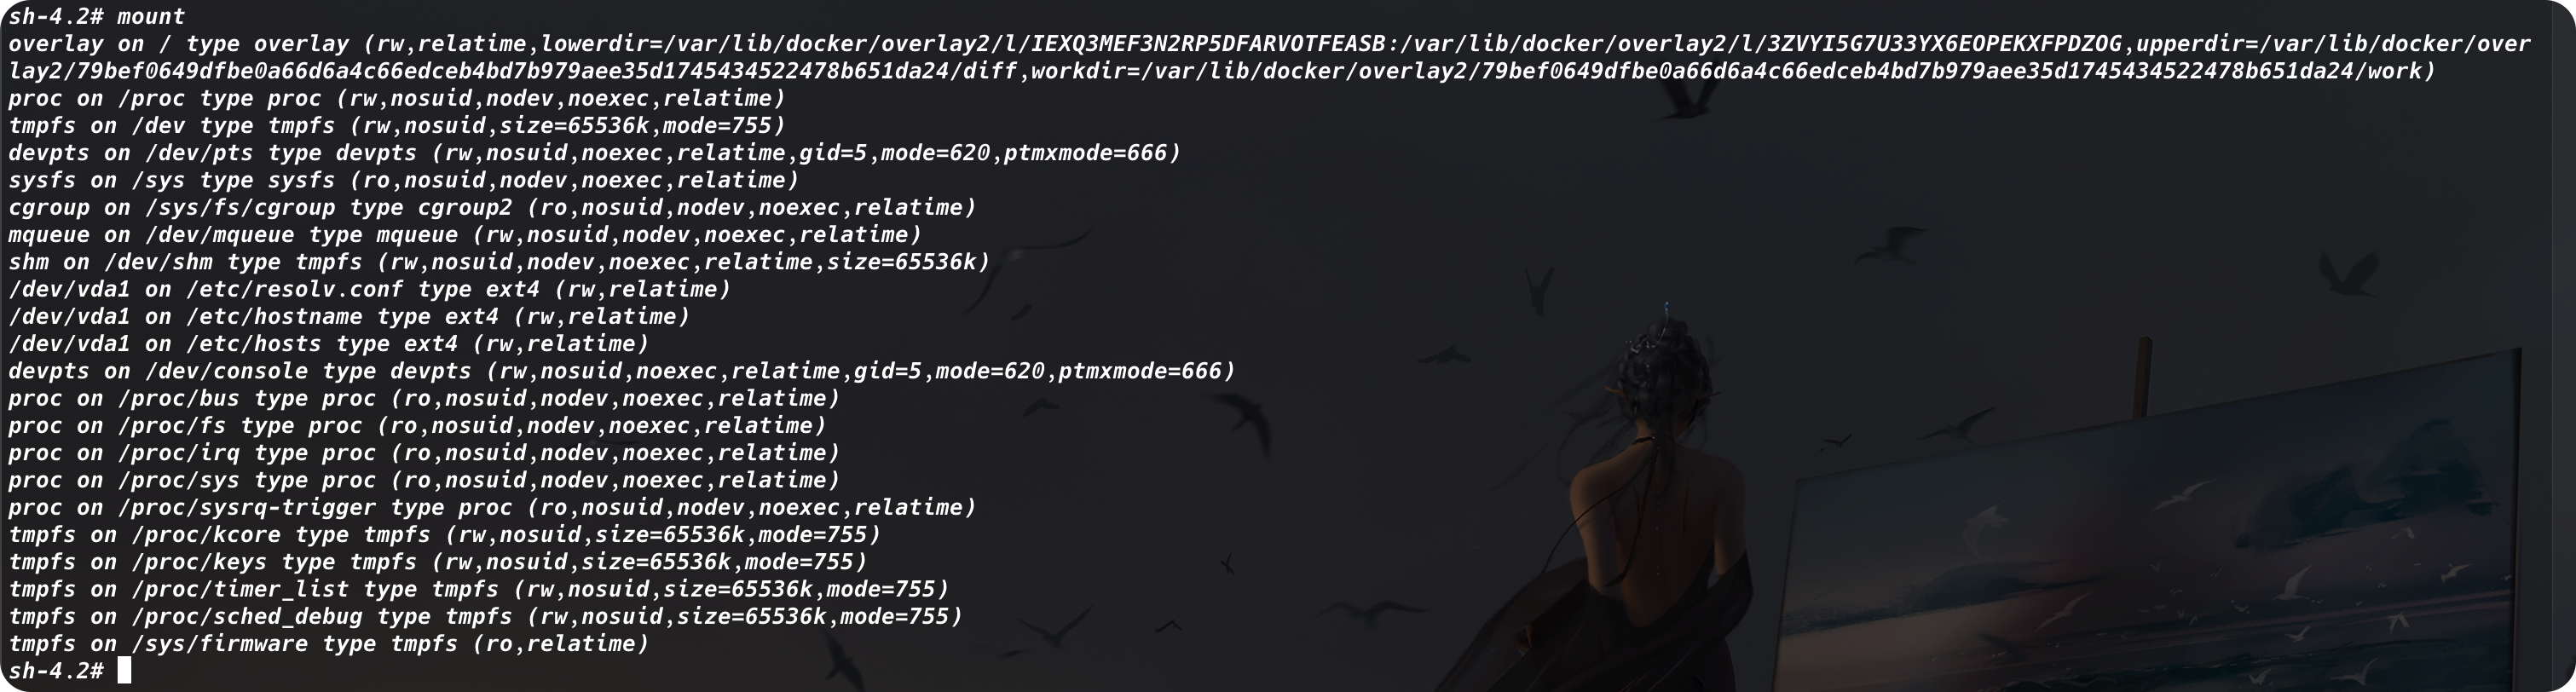 sh-4.2# mount
overlay on / type overlay (rw,relatime,lowerdir=/var/lib/docker/overlay2/l/IEXQ3MEF3N2RP5DFARVOTFEASB:/var/lib/docker/overlay2/l/3ZVYI5G7U33YX6EOPEKXFPDZOG,upperdir=/var/lib/docker/over
lay2/79bef0649dfbe0a66d6a4c66edceb4bd7b979aee35d1745434522478b651da24/diff,workdir=/var/lib/docker/overlay2/79bef0649dfbe0a66d6a4c66edceb4bd7b979aee35d1745434522478b651da24/work)
proc on /proc type proc (rw,nosuid,nodev,noexec,relatime)
tmpfs on /dev type tmpfs (rw,nosuid,size=65536k,mode=755)
devpts on /dev/pts type devpts (rw,nosuid,noexec,relatime,gid=5,mode=620,ptmxmode=666)
sysfs on /sys type sysfs (ro,nosuid,nodev,noexec,relatime)
cgroup on /sys/fs/cgroup type cgroup2 (ro,nosuid,nodev,noexec,relatime)
mqueue on /dev/mqueue type mqueue (rw,nosuid,nodev,noexec,relatime)
shm on /dev/shm type tmpfs (rw,nosuid,nodev,noexec,relatime,size=65536k)
/dev/vda1 on /etc/resolv.conf type ext4 (rw,relatime)
/dev/vda1 on /etc/hostname type ext4 (rw,relatime)
/dev/vda1 on /etc/hosts type ext4 (rw,relatime)
devpts on /dev/console type devpts (rw,nosuid,noexec,relatime,gid=5,mode=620,ptmxmode=666)
proc on /proc/bus type proc (ro,nosuid,nodev,noexec,relatime)
proc on /proc/fs type proc (ro,nosuid,nodev,noexec,relatime)
proc on /proc/irq type proc (ro,nosuid,nodev,noexec,relatime)
proc on /proc/sys type proc (ro,nosuid,nodev,noexec,relatime)
proc on /proc/sysrq-trigger type proc (ro,nosuid,nodev,noexec,relatime)
tmpfs on /proc/kcore type tmpfs (rw,nosuid,size=65536k,mode=755)
tmpfs on /proc/keys type tmpfs (rw,nosuid,size=65536k,mode=755)
tmpfs on /proc/timer_list type tmpfs (rw,nosuid,size=65536k,mode=755)
tmpfs on /proc/sched_debug type tmpfs (rw,nosuid,size=65536k,mode=755)
tmpfs on /sys/firmware type tmpfs (ro,relatime)
sh-4.2#